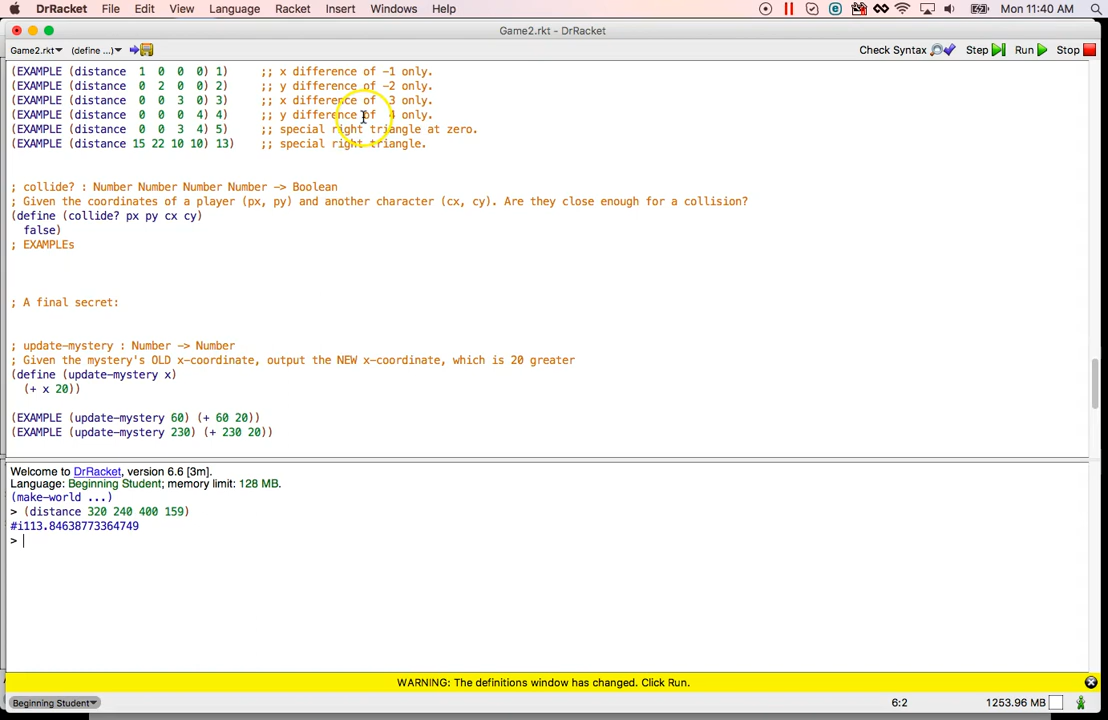 DrRacket File Edit View Language Racket Insert Windows Help Mon 11:40 AM
Game2.rkt - DrRacket
Game2.rkt (define ...) Check Syntax Step Run Stop
(EXAMPLE (distance 1 0 0 0) 1) ;; x difference of -1 only.
(EXAMPLE (distance 0 2 0 0) 2) ;; y difference of -2 only.
(EXAMPLE (distance 0 0 3 0) 3) ;; x difference of 3 only.
(EXAMPLE (distance 0 0 0 4) 4) ;; y difference of 4 only.
(EXAMPLE (distance 0 0 3 4) 5) ;; special right triangle at zero.
(EXAMPLE (distance 15 22 10 10) 13) ;; special right triangle.
; collide? : Number Number Number Number -> Boolean
; Given the coordinates of a player (px, py) and another character (cx, cy). Are they close enough for a collision?
(define (collide? px py cx cy)
false)
; EXAMPLEs
; A final secret:
; update-mystery : Number -> Number
; Given the mystery's OLD x-coordinate, output the NEW x-coordinate, which is 20 greater
(define (update-mystery x)
(+ x 20))
(EXAMPLE (update-mystery 60) (+ 60 20))
(EXAMPLE (update-mystery 230) (+ 230 20))
Welcome to DrRacket, version 6.6 [3m].
Language: Beginning Student; memory limit: 128 MB.
(make-world ...)
> (distance 320 240 400 159)
#i113.84638773364749
>
WARNING: The definitions window has changed. Click Run.
Beginning Student 6:2 1253.96 MB